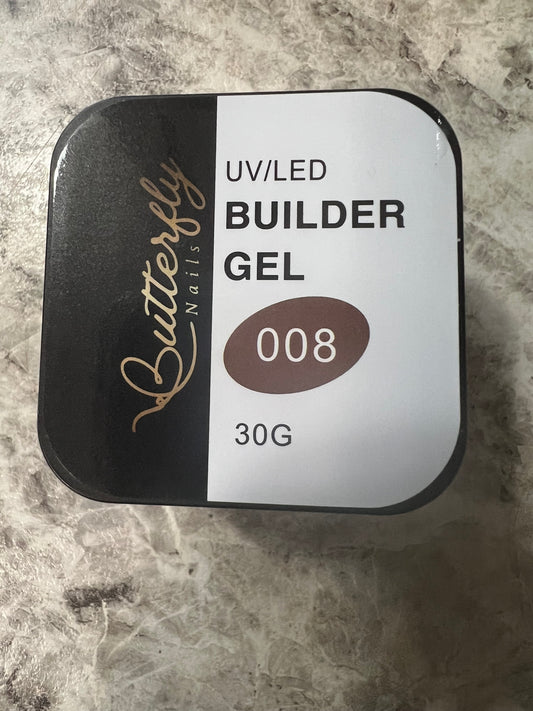 Butterfly
Nails
UV/LED
BUILDER
GEL
008
30G